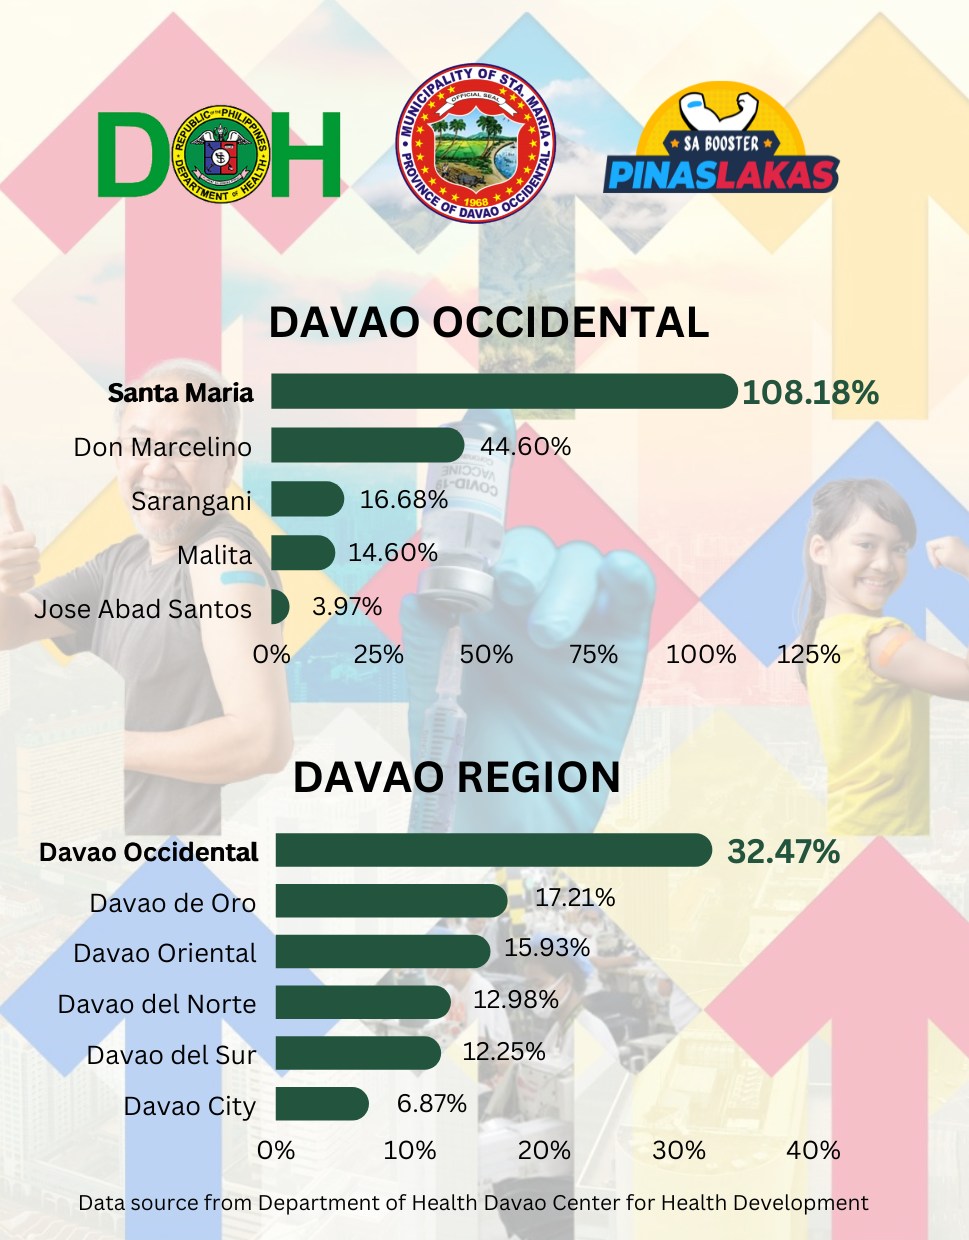 DOH
REPUBLIC OF THE PHILIPPINES
DEPARTMENT OF HEALTH
MUNICIPALITY OF STA. MARIA
OFFICIAL SEAL
1968
PROVINCE OF DAVAO OCCIDENTAL
SA BOOSTER
PINASLAKAS
DAVAO OCCIDENTAL
Santa Maria 108.18%
Don Marcelino 44.60%
Sarangani 16.68%
Malita 14.60%
Jose Abad Santos 3.97%
0% 25% 50% 75% 100% 125%
COVID-19
VACCINE
DAVAO REGION
Davao Occidental 32.47%
Davao de Oro 17.21%
Davao Oriental 15.93%
Davao del Norte 12.98%
Davao del Sur 12.25%
Davao City 6.87%
0% 10% 20% 30% 40%
Data source from Department of Health Davao Center for Health Development